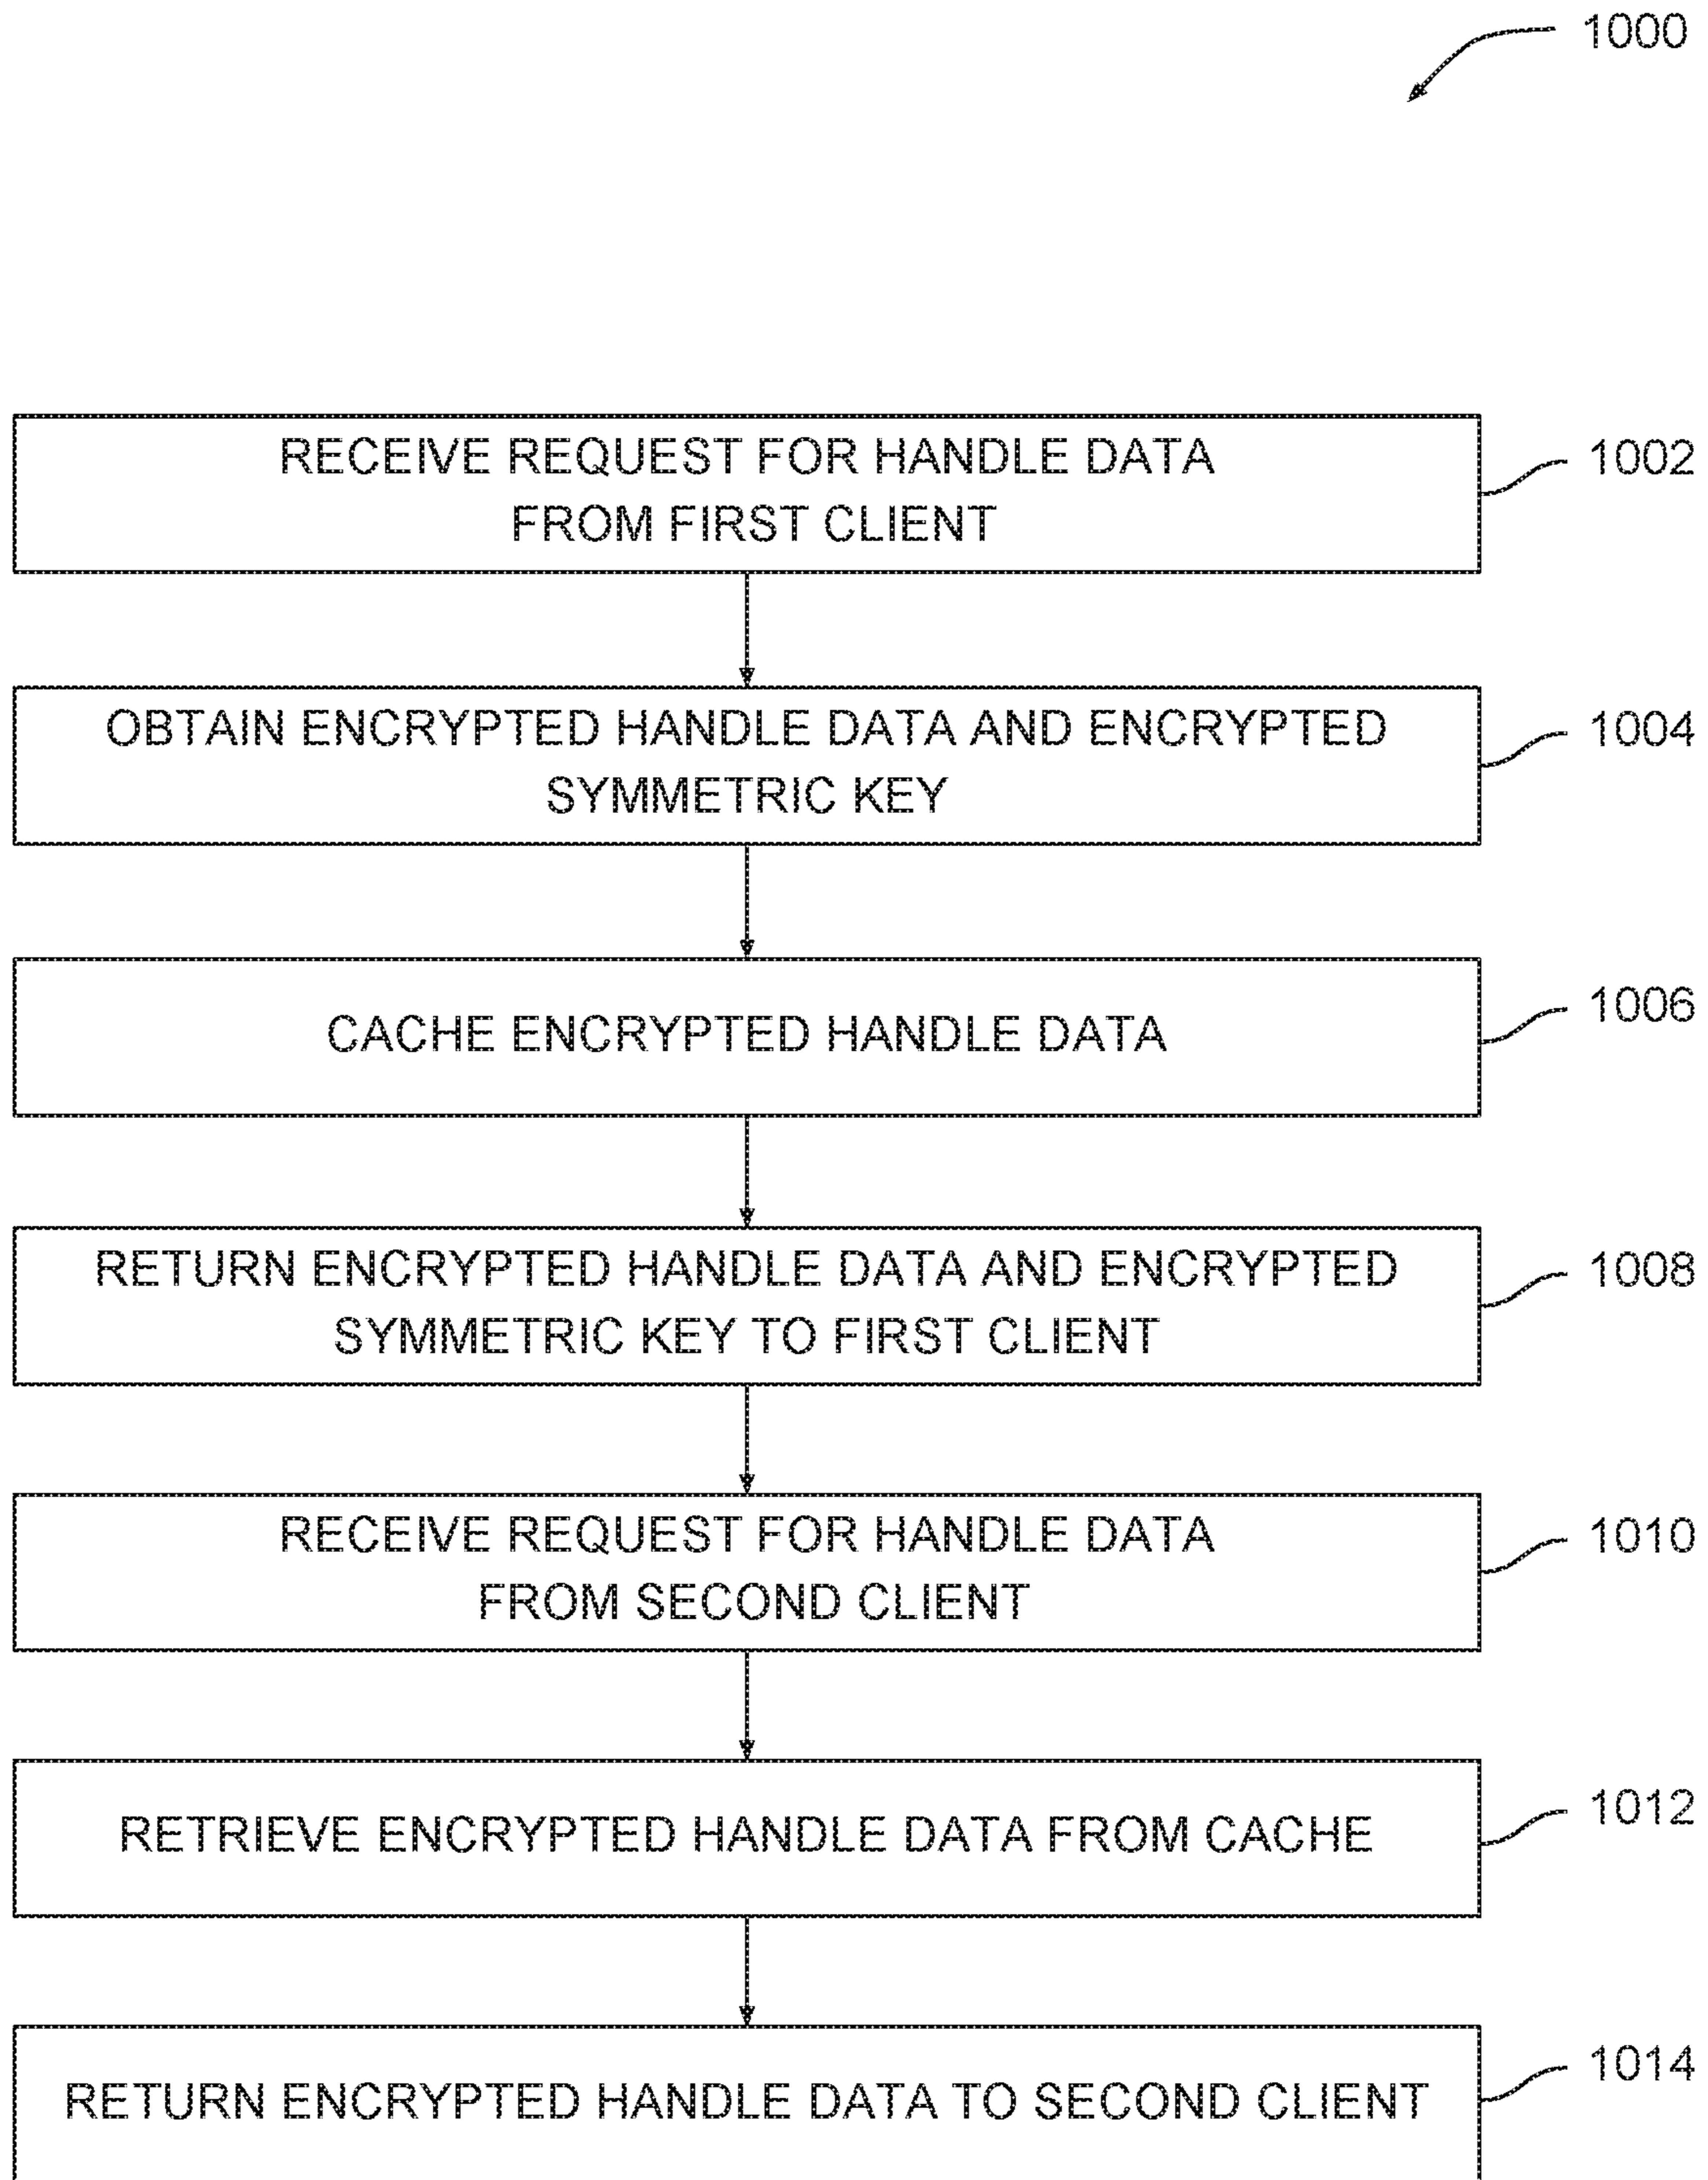 1000
RECEIVE REQUEST FOR HANDLE DATA
FROM FIRST CLIENT
1002
OBTAIN ENCRYPTED HANDLE DATA AND ENCRYPTED
SYMMETRIC KEY
1004
CACHE ENCRYPTED HANDLE DATA
1006
RETURN ENCRYPTED HANDLE DATA AND ENCRYPTED
SYMMETRIC KEY TO FIRST CLIENT
1008
RECEIVE REQUEST FOR HANDLE DATA
FROM SECOND CLIENT
1010
RETRIEVE ENCRYPTED HANDLE DATA FROM CACHE
1012
RETURN ENCRYPTED HANDLE DATA TO SECOND CLIENT
1014